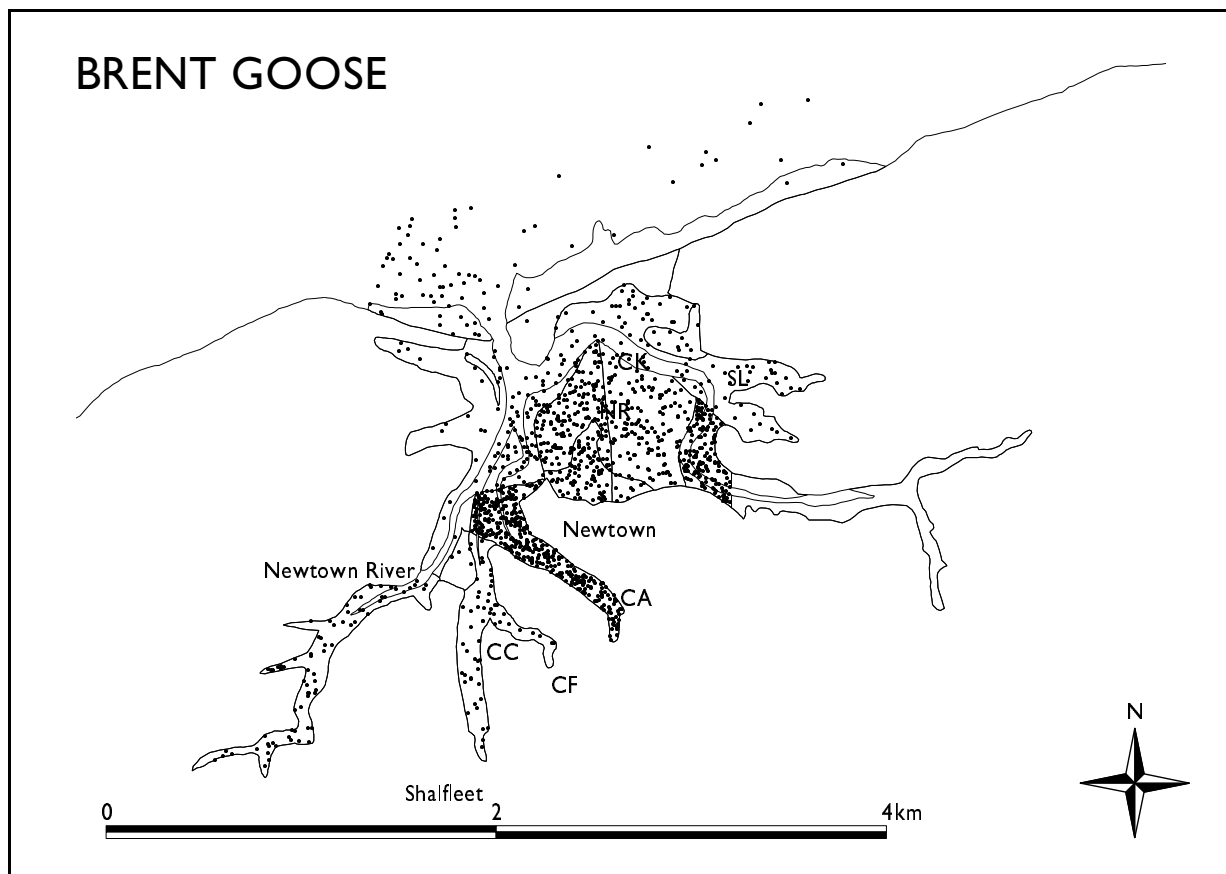 BRENT GOOSE
CK
SL
NR
Newtown
Newtown River
CA
CC
CF
N
Shalfleet
0 2 4km